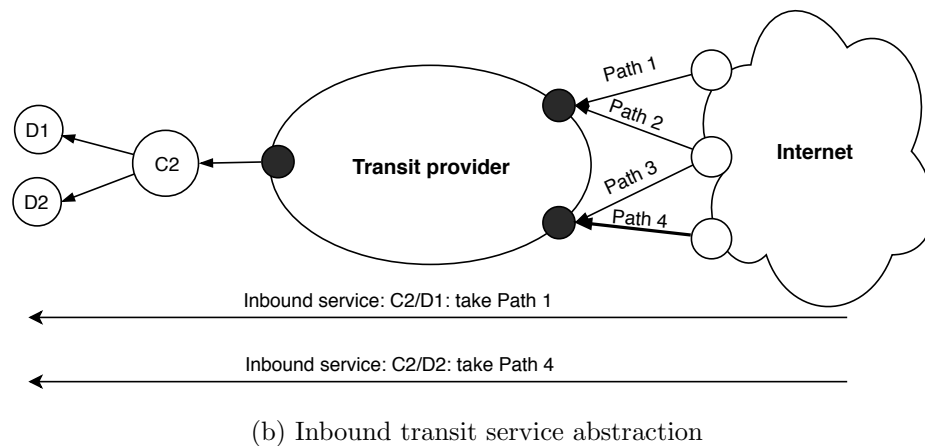 Path 1
D1
Path 2
C2
Transit provider
Internet
Path 3
D2
Path 4
Inbound service: C2/D1: take Path 1
Inbound service: C2/D2: take Path 4
(b) Inbound transit service abstraction